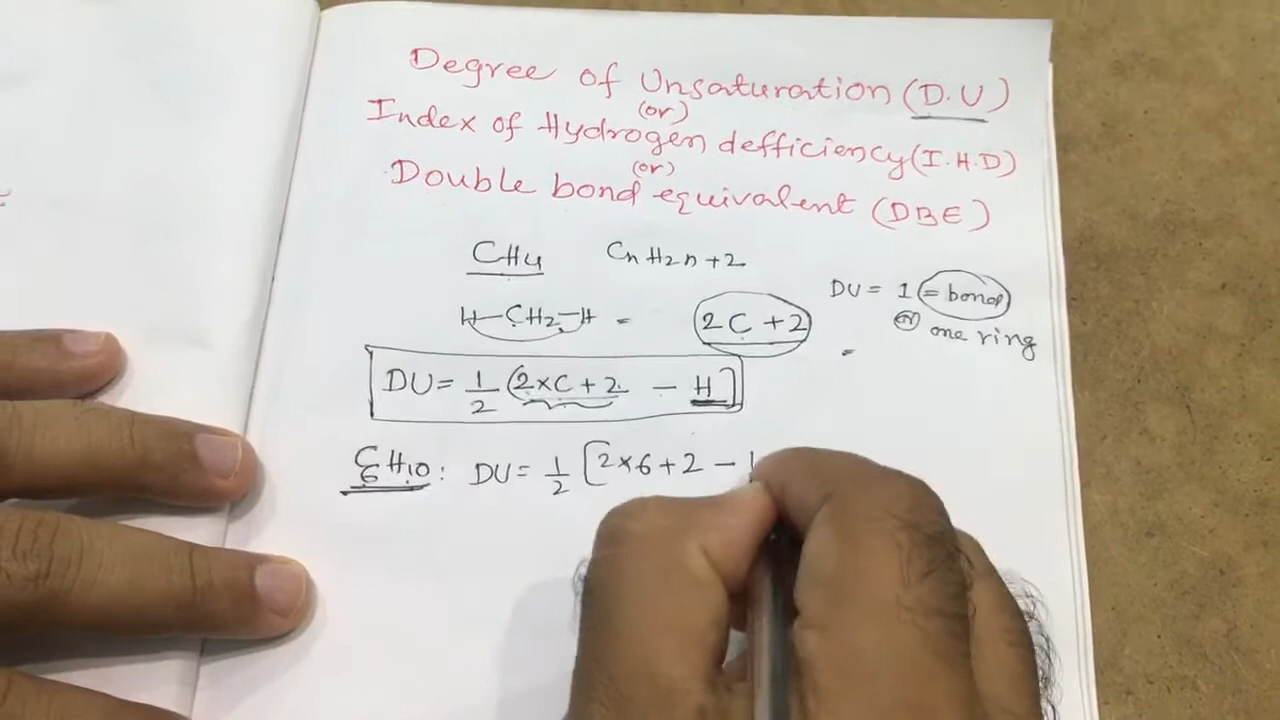 Degree of Unsaturation (D.U)
(or)
Index of Hydrogen defficiency (I.H.D)
(or)
Double bond equivalent (DBE)
CH4 CnH2n+2
DU = 1 (= bond)
H-CH2-H = 2C+2
(or) one ring
=
DU = 1/2 (2×C+2 - H]
C6H10: DU = 1/2 [2×6+2 - 1